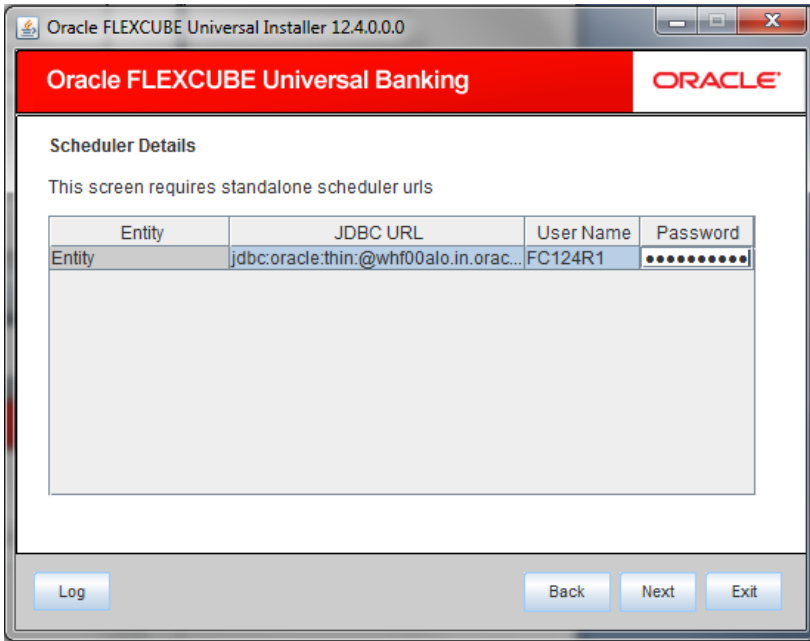 Oracle FLEXCUBE Universal Installer 12.4.0.0.0
Oracle FLEXCUBE Universal Banking ORACLE
Scheduler Details
This screen requires standalone scheduler urls
Entity JDBC URL User Name Password
Entity jdbc:oracle:thin:@whf00alo.in.orac... FC124R1 ●●●●●●●●●●
Log Back Next Exit